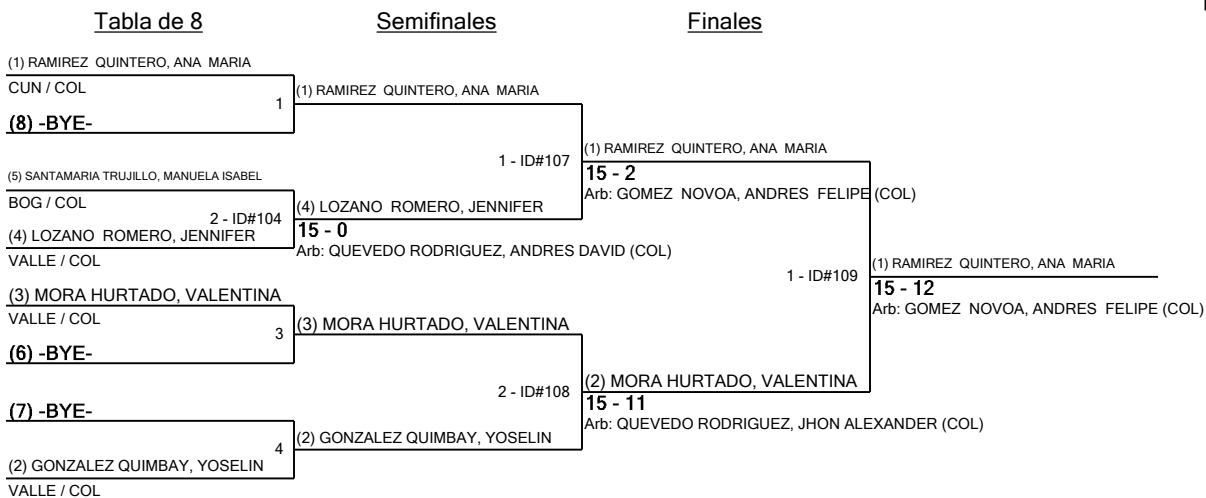 Tabla de 8
Semifinales
Finales
(1) RAMIREZ QUINTERO, ANA MARIA
CUN / COL
1
(8) -BYE-
(5) SANTAMARIA TRUJILLO, MANUELA ISABEL
BOG / COL
2 - ID#104
(4) LOZANO ROMERO, JENNIFER
VALLE / COL
(3) MORA HURTADO, VALENTINA
VALLE / COL
3
(6) -BYE-
(7) -BYE-
4
(2) GONZALEZ QUIMBAY, YOSELIN
VALLE / COL
(1) RAMIREZ QUINTERO, ANA MARIA
1 - ID#107
(4) LOZANO ROMERO, JENNIFER
15 - 0
Arb: QUEVEDO RODRIGUEZ, ANDRES DAVID (COL)
(3) MORA HURTADO, VALENTINA
2 - ID#108
(2) GONZALEZ QUIMBAY, YOSELIN
(1) RAMIREZ QUINTERO, ANA MARIA
15 - 2
Arb: GOMEZ NOVOA, ANDRES FELIPE (COL)
1 - ID#109
(2) MORA HURTADO, VALENTINA
15 - 11
Arb: QUEVEDO RODRIGUEZ, JHON ALEXANDER (COL)
(1) RAMIREZ QUINTERO, ANA MARIA
15 - 12
Arb: GOMEZ NOVOA, ANDRES FELIPE (COL)